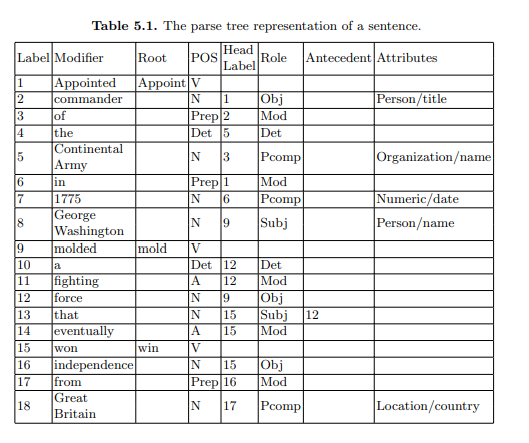 Table 5.1. The parse tree representation of a sentence.
Label Modifier Root POS Head Label Role Antecedent Attributes
1 Appointed Appoint V
2 commander N 1 Obj Person/title
3 of Prep 2 Mod
4 the Det 5 Det
5 Continental Army N 3 Pcomp Organization/name
6 in Prep 1 Mod
7 1775 N 6 Pcomp Numeric/date
8 George Washington N 9 Subj Person/name
9 molded mold V
10 a Det 12 Det
11 fighting A 12 Mod
12 force N 9 Obj
13 that N 15 Subj 12
14 eventually A 15 Mod
15 won win V
16 independence N 15 Obj
17 from Prep 16 Mod
18 Great Britain N 17 Pcomp Location/country